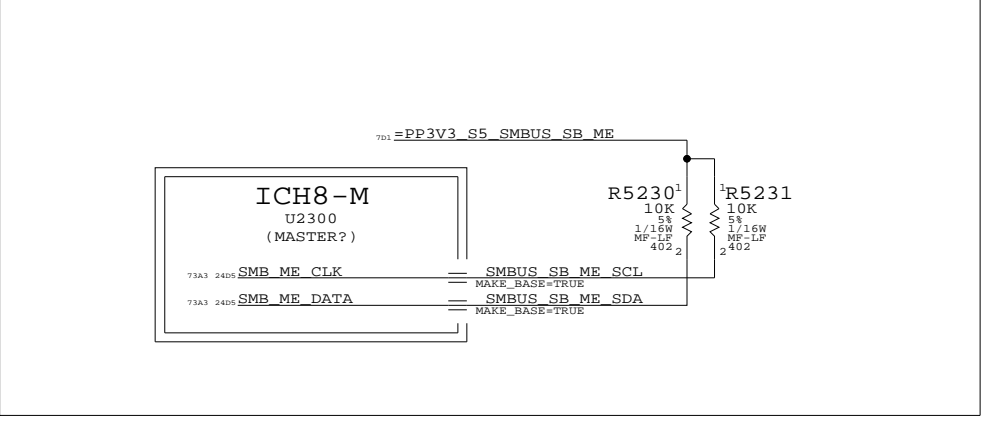 7D1 =PP3V3_S5_SMBUS_SB_ME
ICH8-M
U2300
(MASTER?)
R5230 1
10K
5%
1/16W
MF-LF
402
2
1 R5231
10K
5%
1/16W
MF-LF
402
2
73A3 24D5 SMB_ME_CLK
SMBUS_SB_ME_SCL
MAKE_BASE=TRUE
73A3 24D5 SMB_ME_DATA
SMBUS_SB_ME_SDA
MAKE_BASE=TRUE